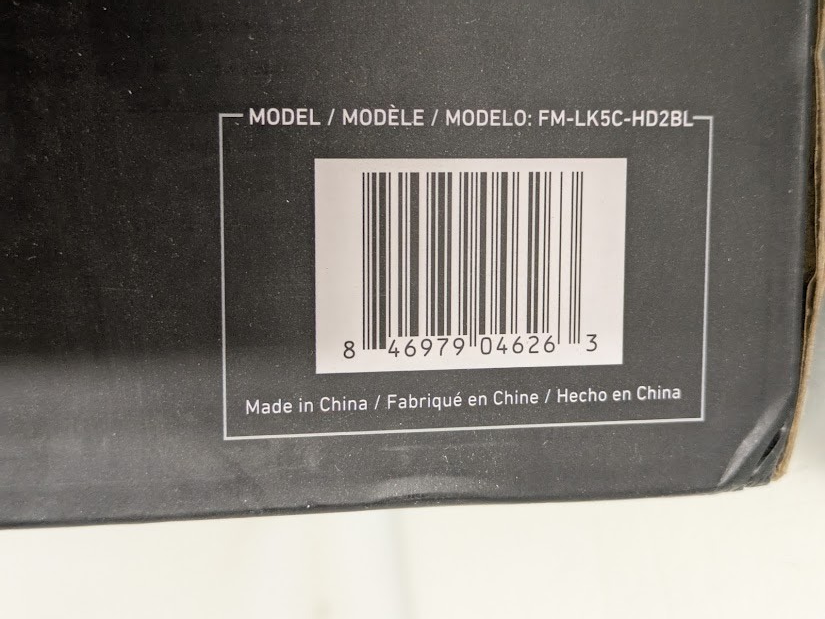 MODEL / MODÈLE / MODELO: FM-LK5C-HD2BL
8 46979 04626 3
Made in China / Fabriqué en Chine / Hecho en China